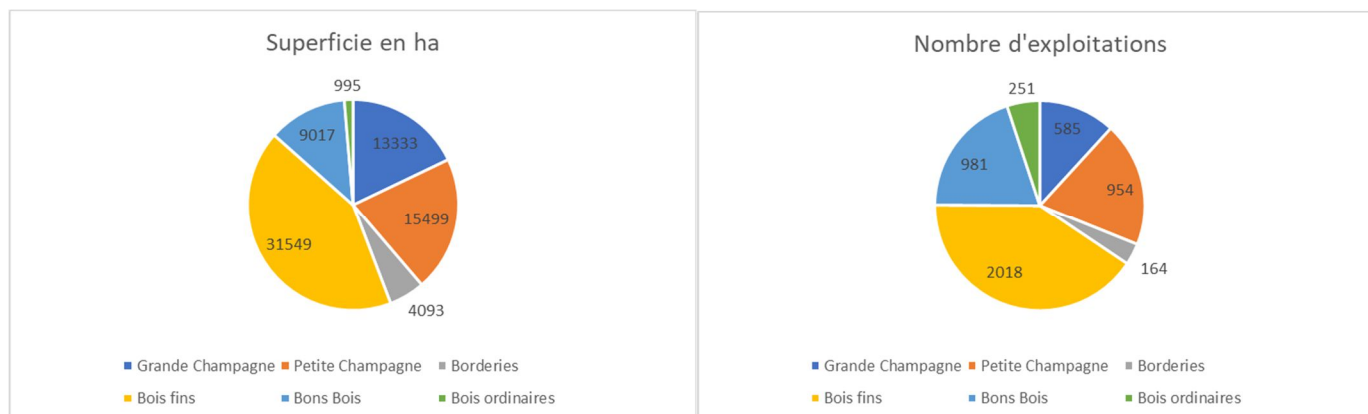 Superficie en ha
995
9017
13333
15499
31549
4093
Grande Champagne Petite Champagne Borderies
Bois fins Bons Bois Bois ordinaires
Nombre d'exploitations
251
585
981
954
2018
164
Grande Champagne Petite Champagne Borderies
Bois fins Bons Bois Bois ordinaires